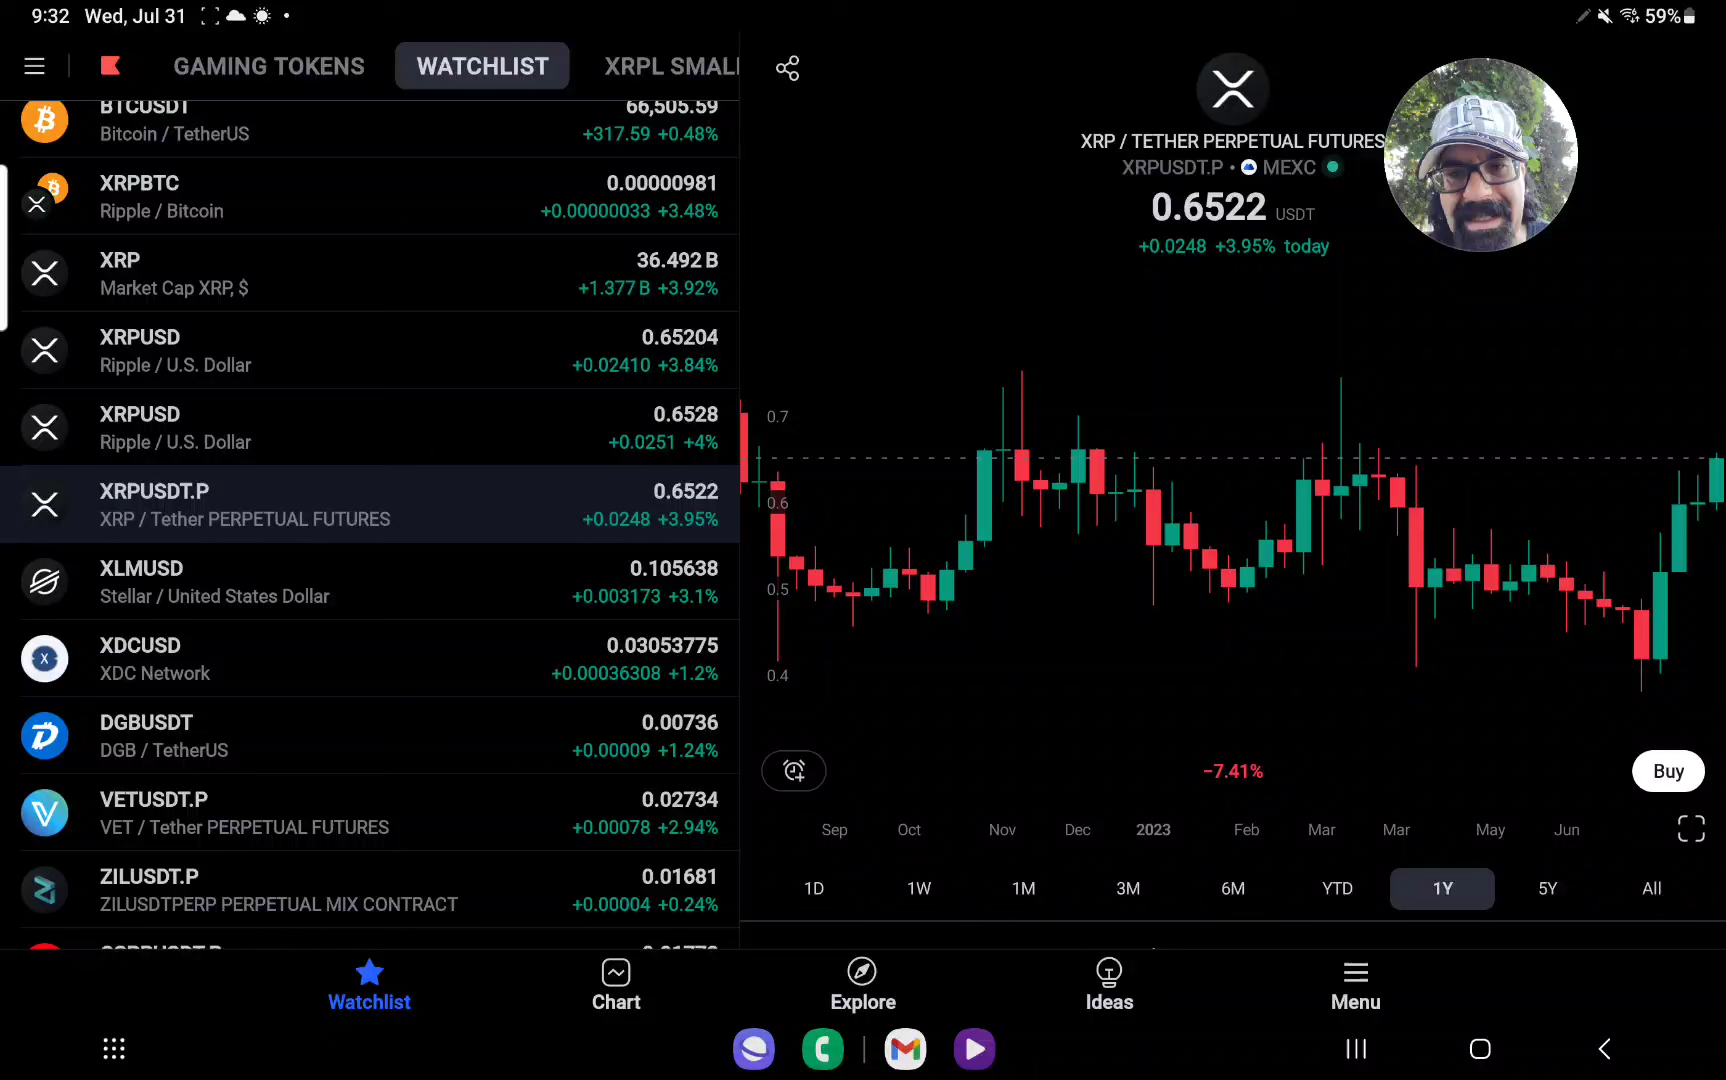 9:32 Wed, Jul 31
59%
GAMING TOKENS
WATCHLIST
BTCUSDT
66,505.59
Bitcoin / TetherUS
+317.59 +0.48%
XRPBTC
0.00000981
Ripple / Bitcoin
+0.00000033 +3.48%
XRP
36.492 B
Market Cap XRP, $
+1.377 B +3.92%
XRPUSD
0.65204
Ripple / U.S. Dollar
+0.02410 +3.84%
XRPUSD
0.6528
Ripple / U.S. Dollar
+0.0251 +4%
XRPUSDT.P
0.6522
XRP / Tether PERPETUAL FUTURES
+0.0248 +3.95%
XLMUSD
0.105638
Stellar / United States Dollar
+0.003173 +3.1%
XDCUSD
0.03053775
XDC Network
+0.00036308 +1.2%
DGBUSDT
0.00736
DGB / TetherUS
+0.00009 +1.24%
VETUSDT.P
0.02734
VET / Tether PERPETUAL FUTURES
+0.00078 +2.94%
ZILUSDT.P
0.01681
ZILUSDTPERP PERPETUAL MIX CONTRACT
+0.00004 +0.24%
XRP / TETHER PERPETUAL FUTURES
XRPUSDT.P • MEXC
0.6522 USDT
+0.0248 +3.95% today
0.7
0.6
0.5
0.4
−7.41%
Buy
Sep Oct Nov Dec 2023 Feb Mar Mar May Jun
1D 1W 1M 3M 6M YTD 1Y 5Y All
Watchlist Chart Explore Ideas Menu